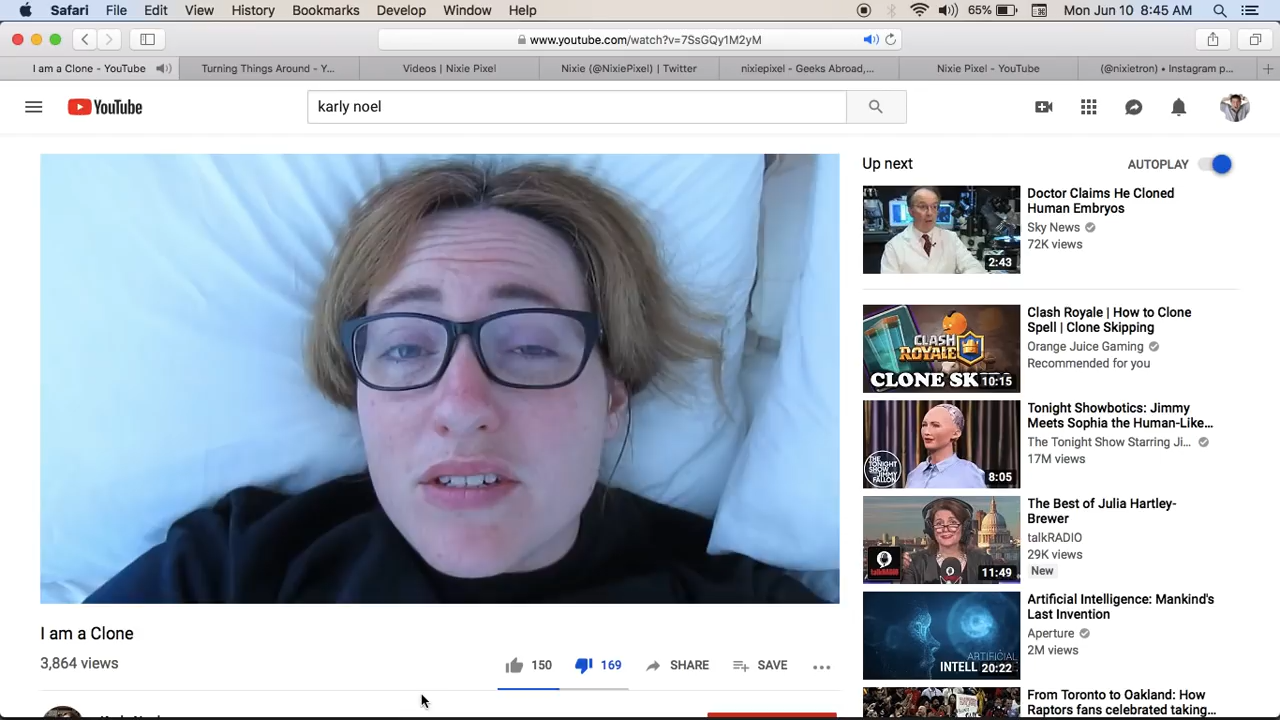 Safari File Edit View History Bookmarks Develop Window Help 65% Mon Jun 10 8:45 AM
www.youtube.com/watch?v=7SsGQy1M2yM
I am a Clone - YouTube Turning Things Around - Y... Videos | Nixie Pixel Nixie (@NixiePixel) | Twitter nixiepixel - Geeks Abroad,... Nixie Pixel - YouTube (@nixietron) • Instagram p...
YouTube karly noel
Up next AUTOPLAY
Doctor Claims He Cloned
Human Embryos
Sky News
72K views
2:43
Clash Royale | How to Clone
Spell | Clone Skipping
Orange Juice Gaming
Recommended for you
CLASH
ROYALE
10:15
Tonight Showbotics: Jimmy
Meets Sophia the Human-Like...
The Tonight Show Starring Ji...
17M views
8:05
The Best of Julia Hartley-
Brewer
talkRADIO
29K views
New
talkRADIO
11:49
Artificial Intelligence: Mankind's
Last Invention
Aperture
2M views
ARTIFICIAL
INTELL 20:22
From Toronto to Oakland: How
Raptors fans celebrated taking...
I am a Clone
3,864 views
150 169 SHARE SAVE